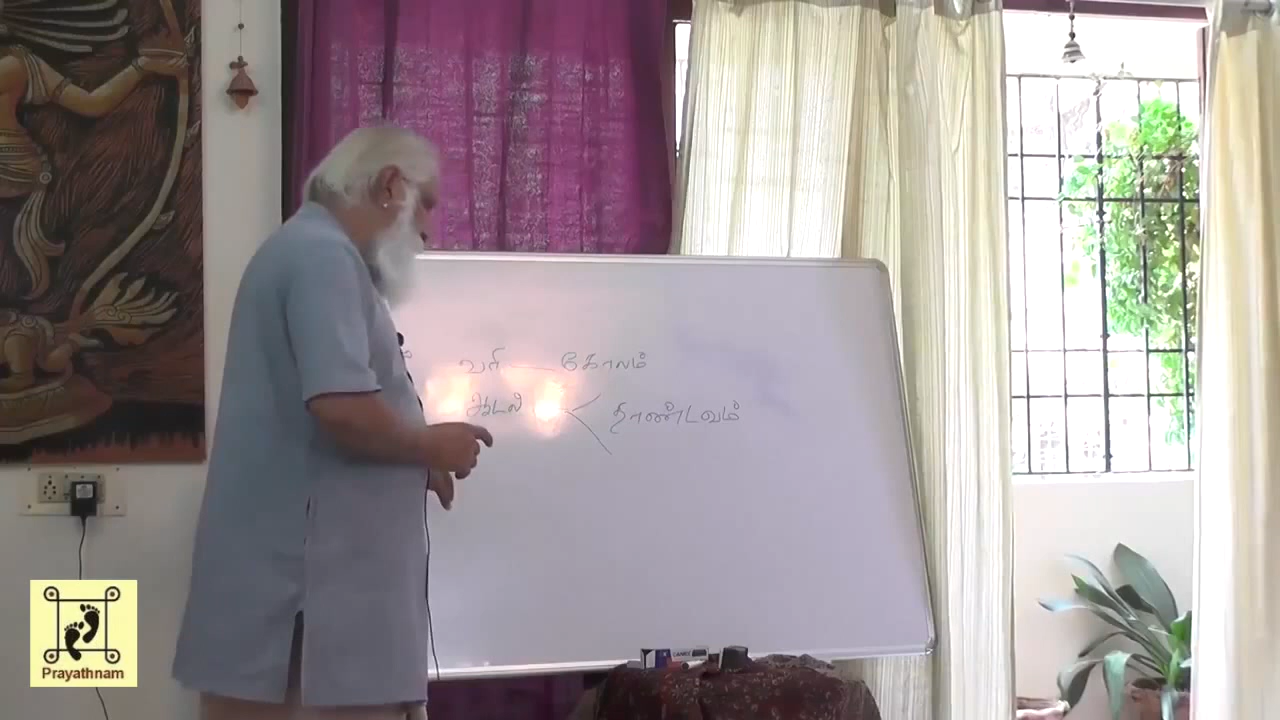 வரி — கோலம்
ஆடல் < தாண்டவம்
Prayathnam